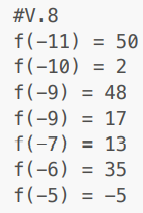 #V.8
f(−11) = 50
f(−10) = 2
f(−9) = 48
f(−9) = 17
f(−7) = 13
f(−6) = 35
f(−5) = −5